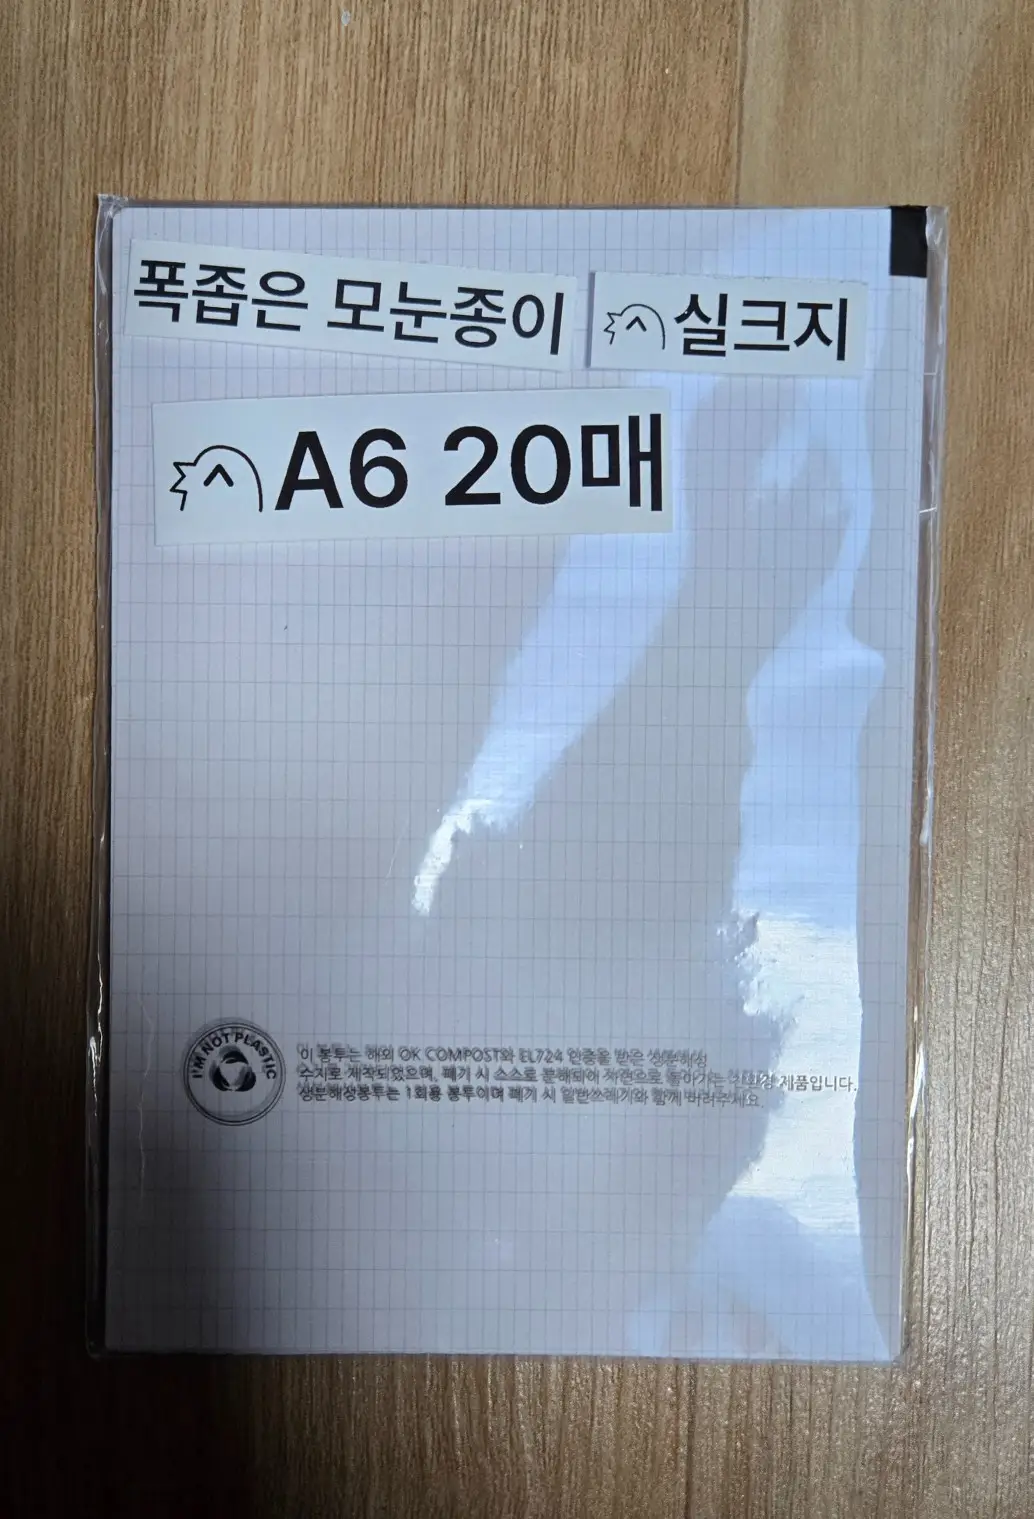 폭좁은 모눈종이 실크지
A6 20매
I'M NOT PLASTIC
이 봉투는 해외 OK COMPOST와 EL724 인증을 받은 생분해성
수지로 제작되었으며, 폐기 시 스스로 분해되어 자연으로 돌아가는 친환경 제품입니다.
생분해성봉투는 1회용 봉투이며 폐기 시 일반쓰레기와 함께 버려주세요.